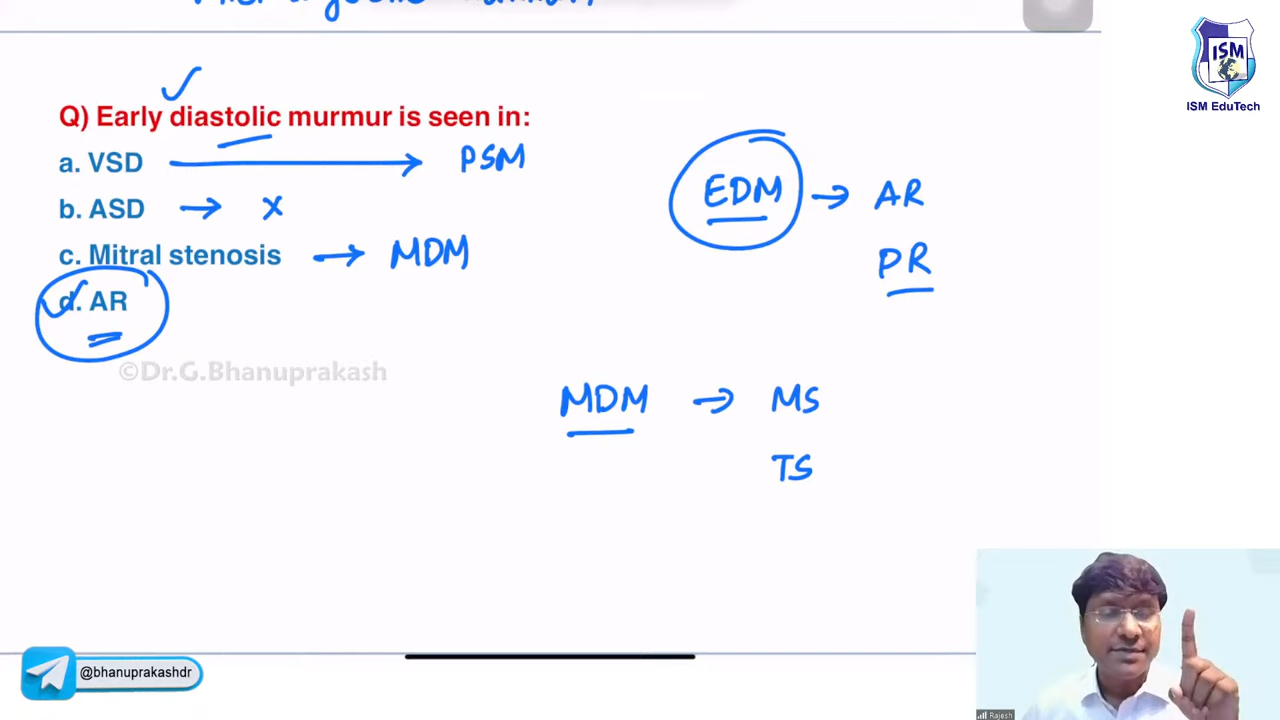 ISM
ISM EduTech
Q) Early diastolic murmur is seen in:
a. VSD → PSM
b. ASD → x
c. Mitral stenosis → MDM
d. AR
EDM → AR
PR
©Dr.G.Bhanuprakash
MDM → MS
TS
@bhanuprakashdr
Rajesh